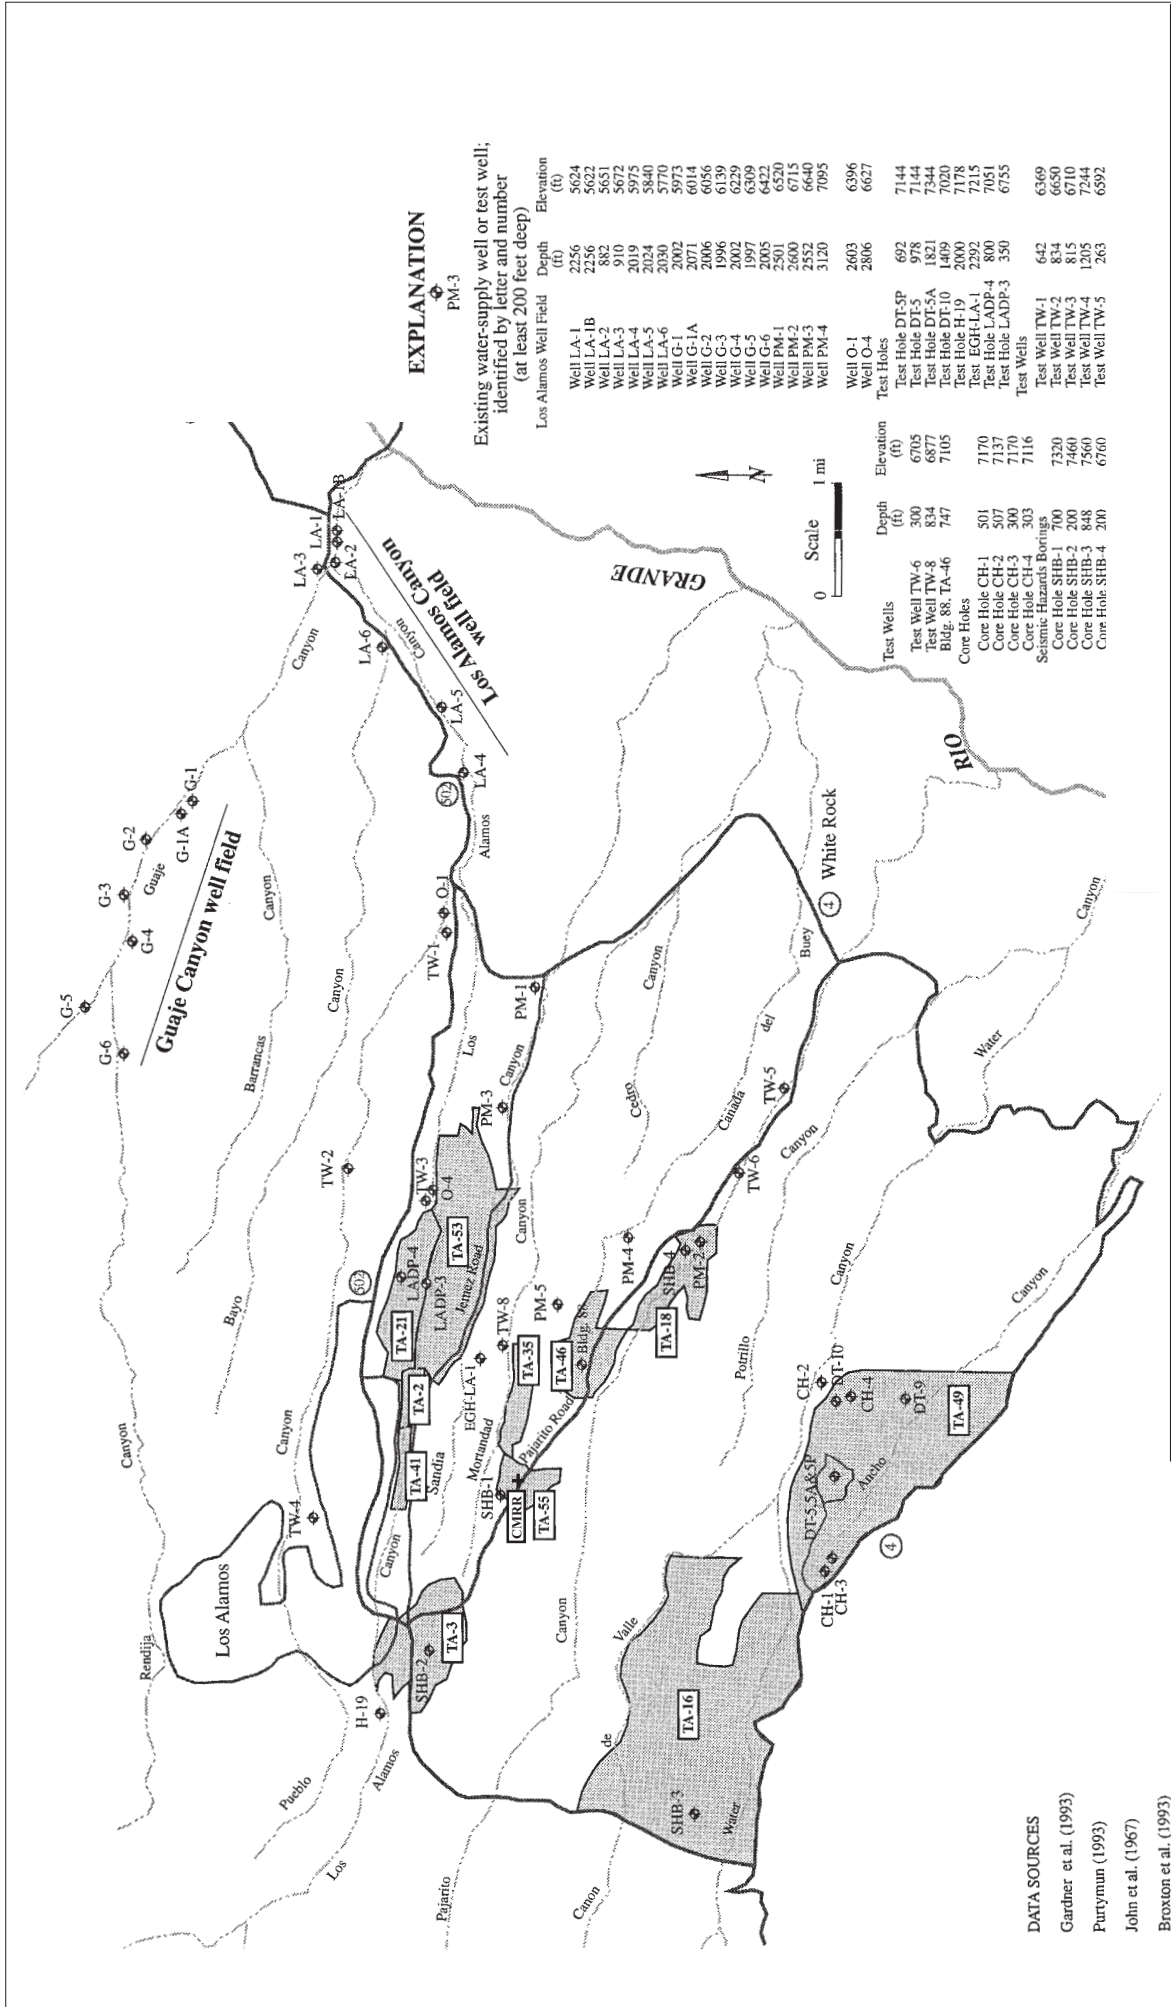 G-5
G-6
G-4
G-3
G-2
G-1A
G-1
Guaje
Guaje Canyon well field
Canyon
Rendija
Canyon
Barrancas
Canyon
Bayo
Canyon
Los Alamos
TW-4
Canyon
TW-2
Pueblo
502
H-19
Los
Alamos
Canyon
TA-41
TA-2
TA-21
LADP-4
LADP-3
TW-3
O-4
TA-53
Jemez Road
TW-1
O-1
Los
Alamos
502
LA-4
LA-5
LA-6
Canyon
LA-3
LA-1
LA-1B
LA-2
Los Alamos Canyon
well field
SHB-2
TA-3
Sandia
Canyon
PM-3
PM-1
EGH-LA-1
Mortandad
Canyon
TW-8
SHB-1
CMRR
TA-55
TA-35
Pajarito Road
PM-5
TA-46
Bldg. 88
PM-4
Cedro
Canyon
TA-18
SHB-4
PM-2
Pajarito
Canyon
Canada
del
Buey
TW-6
TW-5
4
White Rock
Canon
de
Valle
TA-16
SHB-3
Water
Potrillo
Canyon
CH-2
DT-10
CH-4
DT-9
TA-49
DT-5,5A&5P
Ancho
CH-1
CH-3
4
Canyon
Water
Canyon
Canyon
RIO
GRANDE
Scale
0
1 mi
N
EXPLANATION
PM-3
Existing water-supply well or test well;
identified by letter and number
(at least 200 feet deep)
Los Alamos Well Field Depth (ft) Elevation (ft)
Well LA-1 2256 5624
Well LA-1B 2256 5622
Well LA-2 882 5651
Well LA-3 910 5672
Well LA-4 2019 5975
Well LA-5 2024 5840
Well LA-6 2030 5770
Well G-1 2002 5973
Well G-1A 2071 6014
Well G-2 2006 6056
Well G-3 1996 6139
Well G-4 2002 6229
Well G-5 1997 6309
Well G-6 2005 6422
Well PM-1 2501 6520
Well PM-2 2600 6715
Well PM-3 2552 6640
Well PM-4 3120 7095
Well O-1 2603 6396
Well O-4 2806 6627
Test Holes
Test Hole DT-5P 692 7144
Test Hole DT-5 978 7144
Test Hole DT-5A 1821 7344
Test Hole DT-10 1409 7020
Test Hole H-19 2000 7178
Test EGH-LA-1 2292 7215
Test Hole LADP-4 800 7051
Test Hole LADP-3 350 6755
Test Wells
Test Well TW-1 642 6369
Test Well TW-2 834 6650
Test Well TW-3 815 6710
Test Well TW-4 1205 7244
Test Well TW-5 263 6592
Test Wells Depth (ft) Elevation (ft)
Test Well TW-6 300 6705
Test Well TW-8 834 6877
Bldg. 88, TA-46 747 7105
Core Holes
Core Hole CH-1 501 7170
Core Hole CH-2 507 7137
Core Hole CH-3 300 7170
Core Hole CH-4 303 7116
Seismic Hazards Borings
Core Hole SHB-1 700 7320
Core Hole SHB-2 200 7460
Core Hole SHB-3 848 7560
Core Hole SHB-4 200 6760
DATA SOURCES
Gardner et al. (1993)
Purtymun (1993)
John et al. (1967)
Broxton et al. (1993)